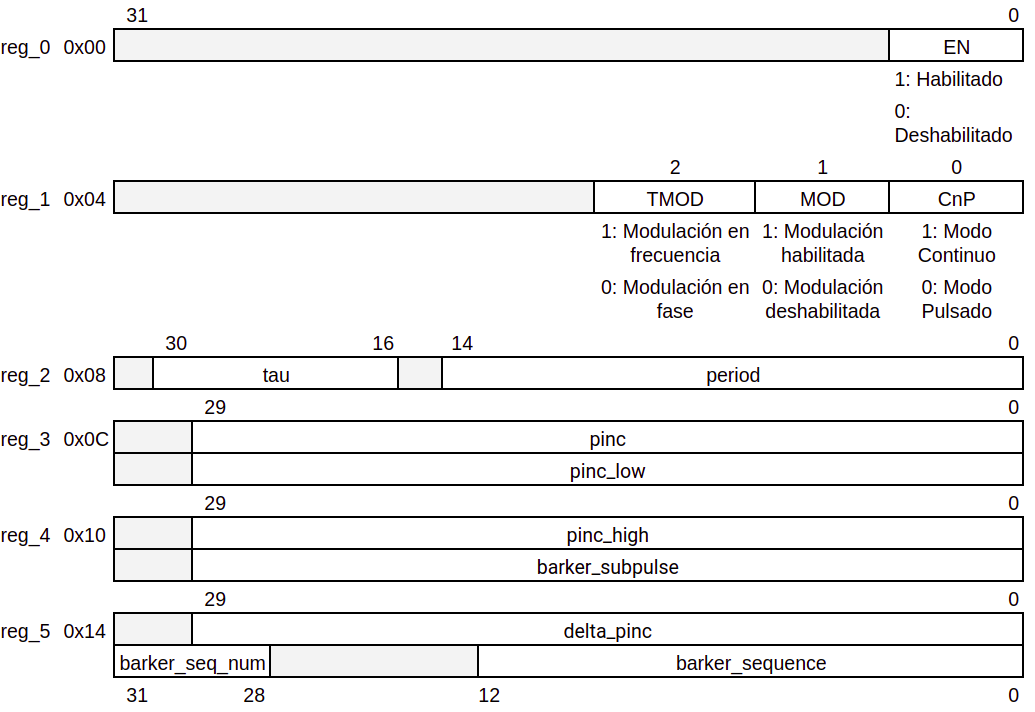 31 0
reg_0 0x00 EN
1: Habilitado
0:
Deshabilitado
2 1 0
reg_1 0x04 TMOD MOD CnP
1: Modulación en 1: Modulación 1: Modo
frecuencia habilitada Continuo
0: Modulación en 0: Modulación 0: Modo
fase deshabilitada Pulsado
30 16 14 0
reg_2 0x08 tau period
29 0
reg_3 0x0C pinc
pinc_low
29 0
reg_4 0x10 pinc_high
barker_subpulse
29 0
reg_5 0x14 delta_pinc
barker_seq_num barker_sequence
31 28 12 0